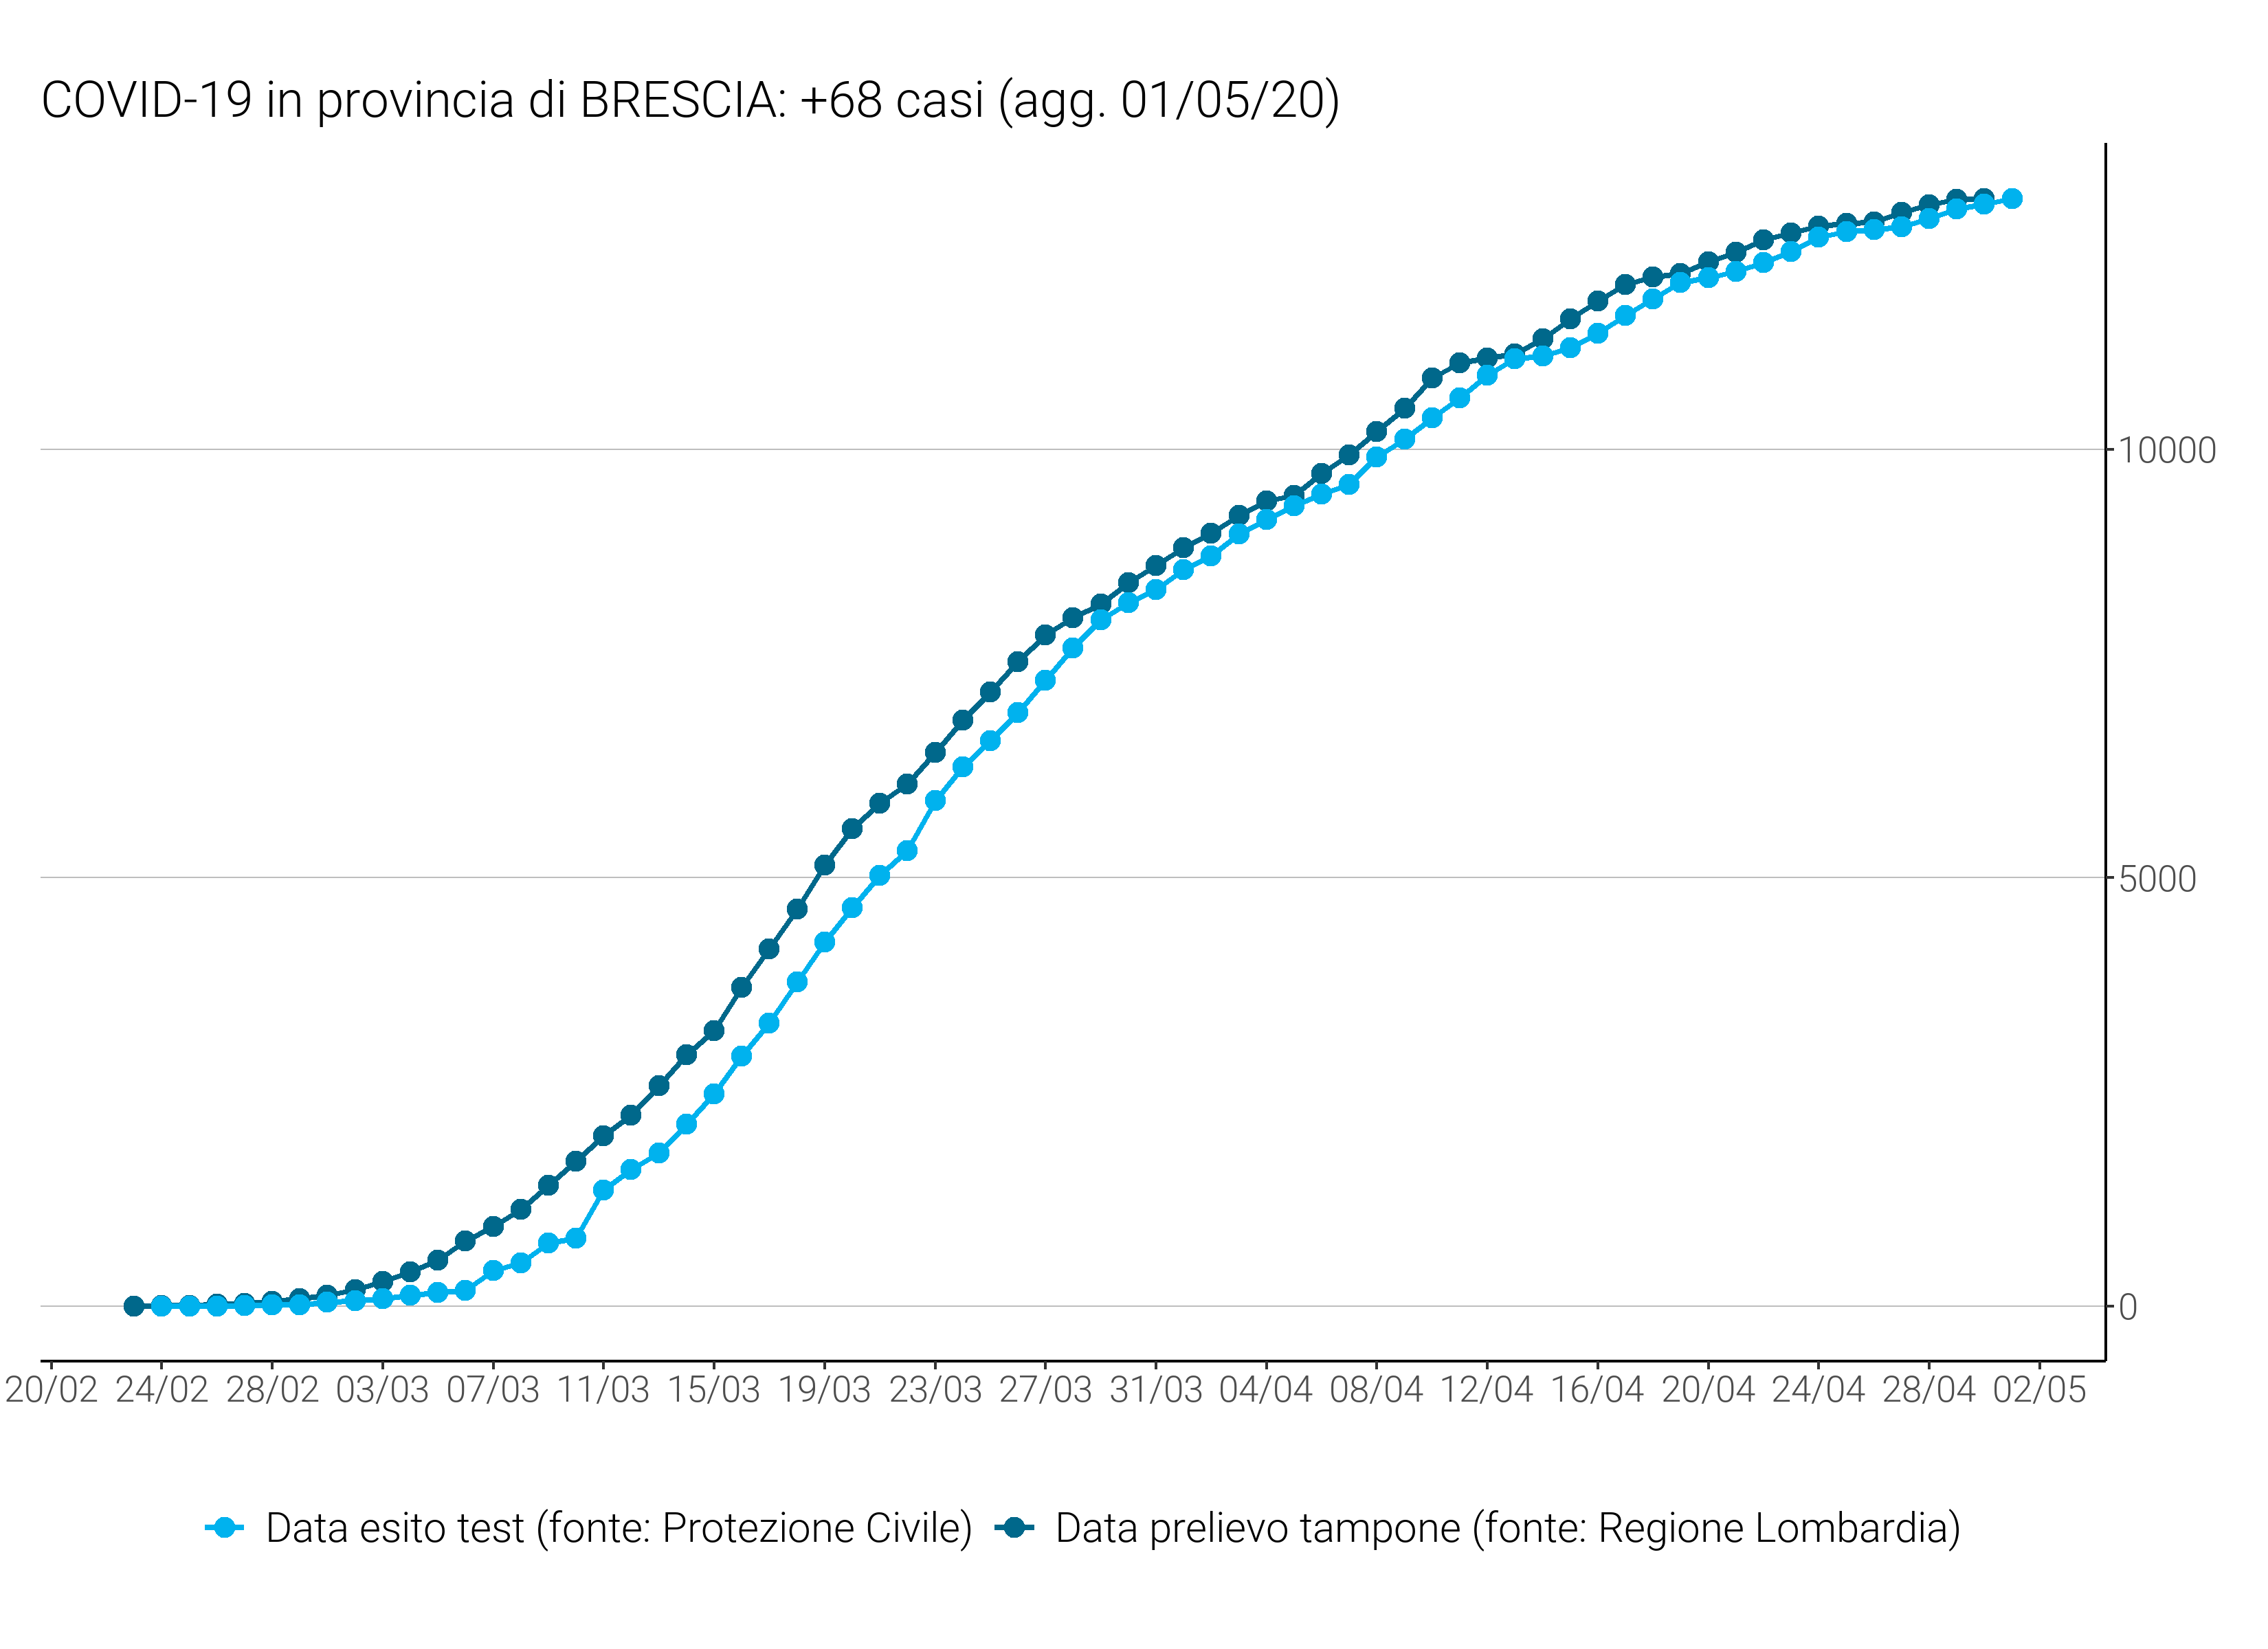 COVID-19 in provincia di BRESCIA: +68 casi (agg. 01/05/20)
10000
5000
0
20/02 24/02 28/02 03/03 07/03 11/03 15/03 19/03 23/03 27/03 31/03 04/04 08/04 12/04 16/04 20/04 24/04 28/04 02/05
Data esito test (fonte: Protezione Civile) Data prelievo tampone (fonte: Regione Lombardia)